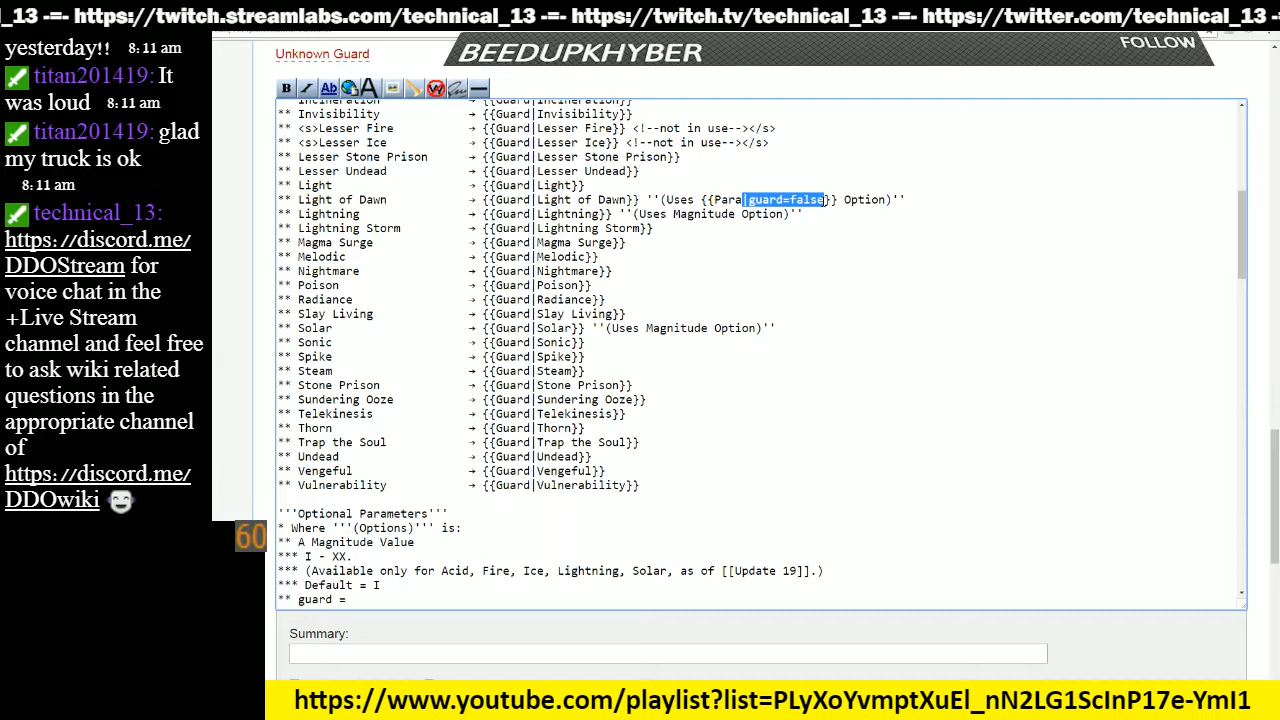 _13 -=- https://twitch.streamlabs.com/technical_13 -=- https://twitch.tv/technical_13 -=- https://twitter.com/technical_13 -=-
yesterday!! 8:11 am
titan201419: It
was loud 8:11 am
titan201419: glad
my truck is ok
8:11 am
technical_13:
https://discord.me/
DDOStream for
voice chat in the
+Live Stream
channel and feel free
to ask wiki related
questions in the
appropriate channel
of
https://discord.me/
DDOwiki
Unknown Guard
BEEDUPKHYBER
FOLLOW
** Incineration → {{Guard|Incineration}}
** Invisibility → {{Guard|Invisibility}}
** <s>Lesser Fire → {{Guard|Lesser Fire}} <!--not in use--></s>
** <s>Lesser Ice → {{Guard|Lesser Ice}} <!--not in use--></s>
** Lesser Stone Prison → {{Guard|Lesser Stone Prison}}
** Lesser Undead → {{Guard|Lesser Undead}}
** Light → {{Guard|Light}}
** Light of Dawn → {{Guard|Light of Dawn}} ''(Uses {{Para|guard=false}} Option)''
** Lightning → {{Guard|Lightning}} ''(Uses Magnitude Option)''
** Lightning Storm → {{Guard|Lightning Storm}}
** Magma Surge → {{Guard|Magma Surge}}
** Melodic → {{Guard|Melodic}}
** Nightmare → {{Guard|Nightmare}}
** Poison → {{Guard|Poison}}
** Radiance → {{Guard|Radiance}}
** Slay Living → {{Guard|Slay Living}}
** Solar → {{Guard|Solar}} ''(Uses Magnitude Option)''
** Sonic → {{Guard|Sonic}}
** Spike → {{Guard|Spike}}
** Steam → {{Guard|Steam}}
** Stone Prison → {{Guard|Stone Prison}}
** Sundering Ooze → {{Guard|Sundering Ooze}}
** Telekinesis → {{Guard|Telekinesis}}
** Thorn → {{Guard|Thorn}}
** Trap the Soul → {{Guard|Trap the Soul}}
** Undead → {{Guard|Undead}}
** Vengeful → {{Guard|Vengeful}}
** Vulnerability → {{Guard|Vulnerability}}
'''Optional Parameters'''
* Where '''(Options)''' is:
** A Magnitude Value
*** I - XX.
*** (Available only for Acid, Fire, Ice, Lightning, Solar, as of [[Update 19]].)
*** Default = I
** guard =
60
Summary:
https://www.youtube.com/playlist?list=PLyXoYvmptXuEl_nN2LG1ScInP17e-YmI1